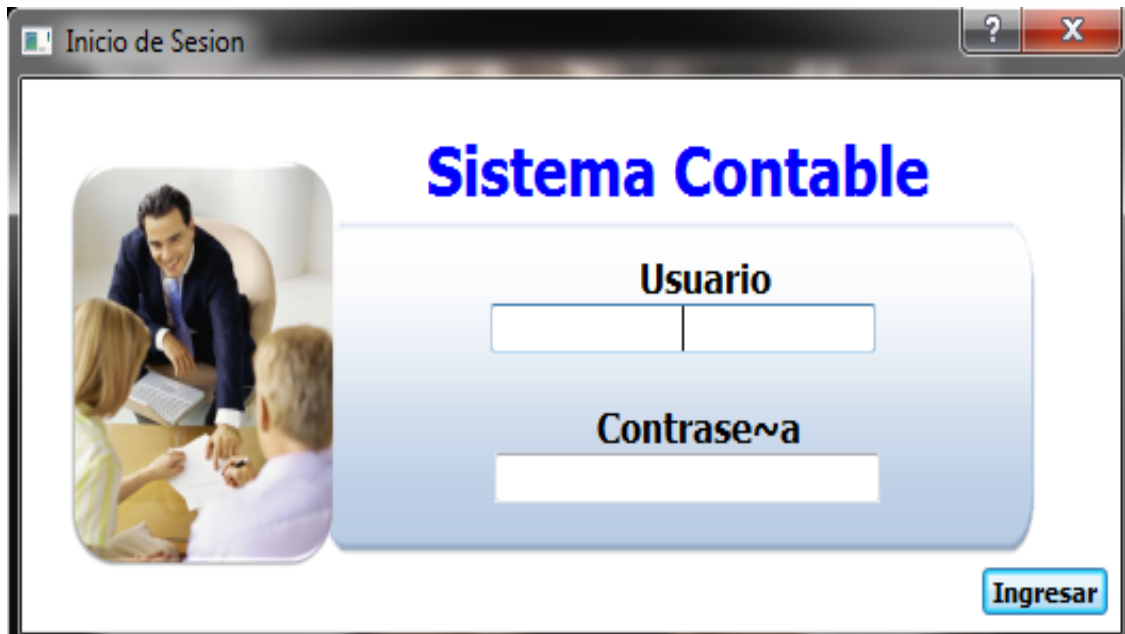 Inicio de Sesion
?
X
Sistema Contable
Usuario
Contrase~a
Ingresar